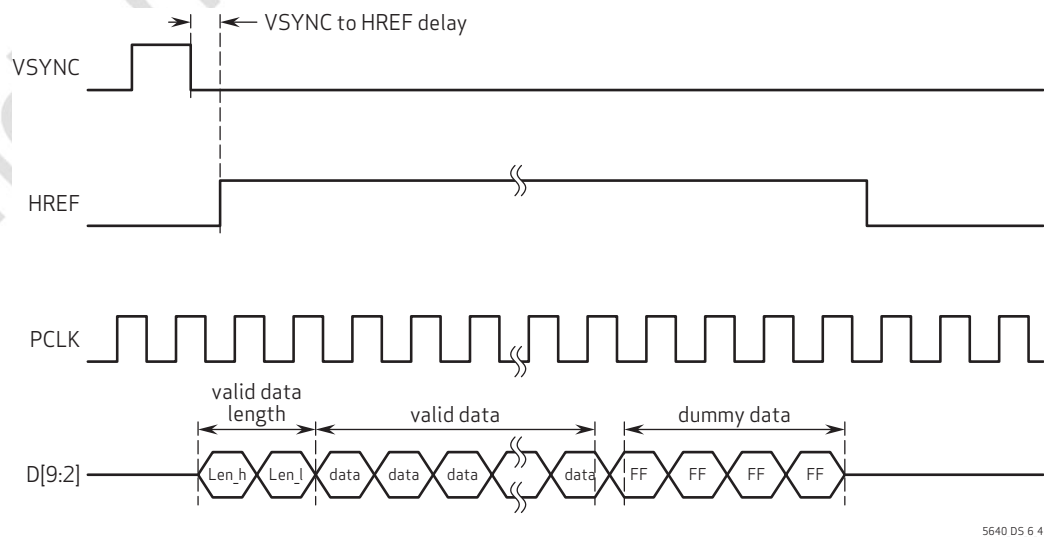 VSYNC to HREF delay
VSYNC
HREF
PCLK
valid data
length
valid data
dummy data
D[9:2]
Len_h
Len_l
data
data
data
data
FF
FF
FF
FF
5640 DS 6 4